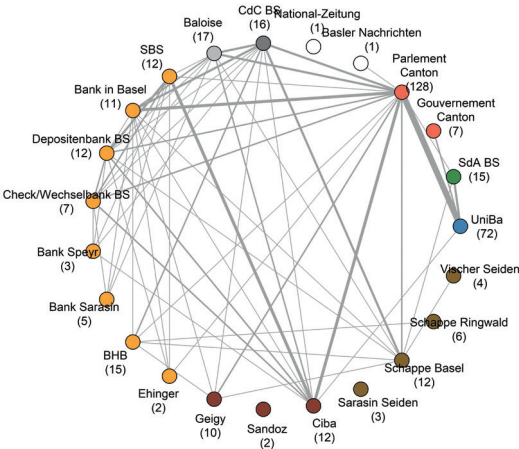 CdC BS
(16)
National-Zeitung
(1)
Basler Nachrichten
(1)
Baloise
(17)
SBS
(12)
Parlement
Canton
(128)
Bank in Basel
(11)
Gouvernement
Canton
(7)
Depositenbank BS
(12)
SdA BS
(15)
Check/Wechselbank BS
(7)
UniBa
(72)
Bank Speyr
(3)
Vischer Seiden
(4)
Bank Sarasin
(5)
Schappe Ringwald
(6)
BHB
(15)
Schappe Basel
(12)
Ehinger
(2)
Sarasin Seiden
(3)
Geigy
(10)
Sandoz
(2)
Ciba
(12)